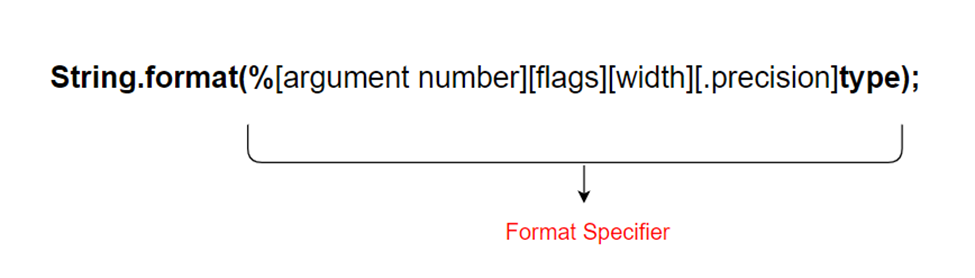 String.format(%[argument number][flags][width][.precision]type);
Format Specifier